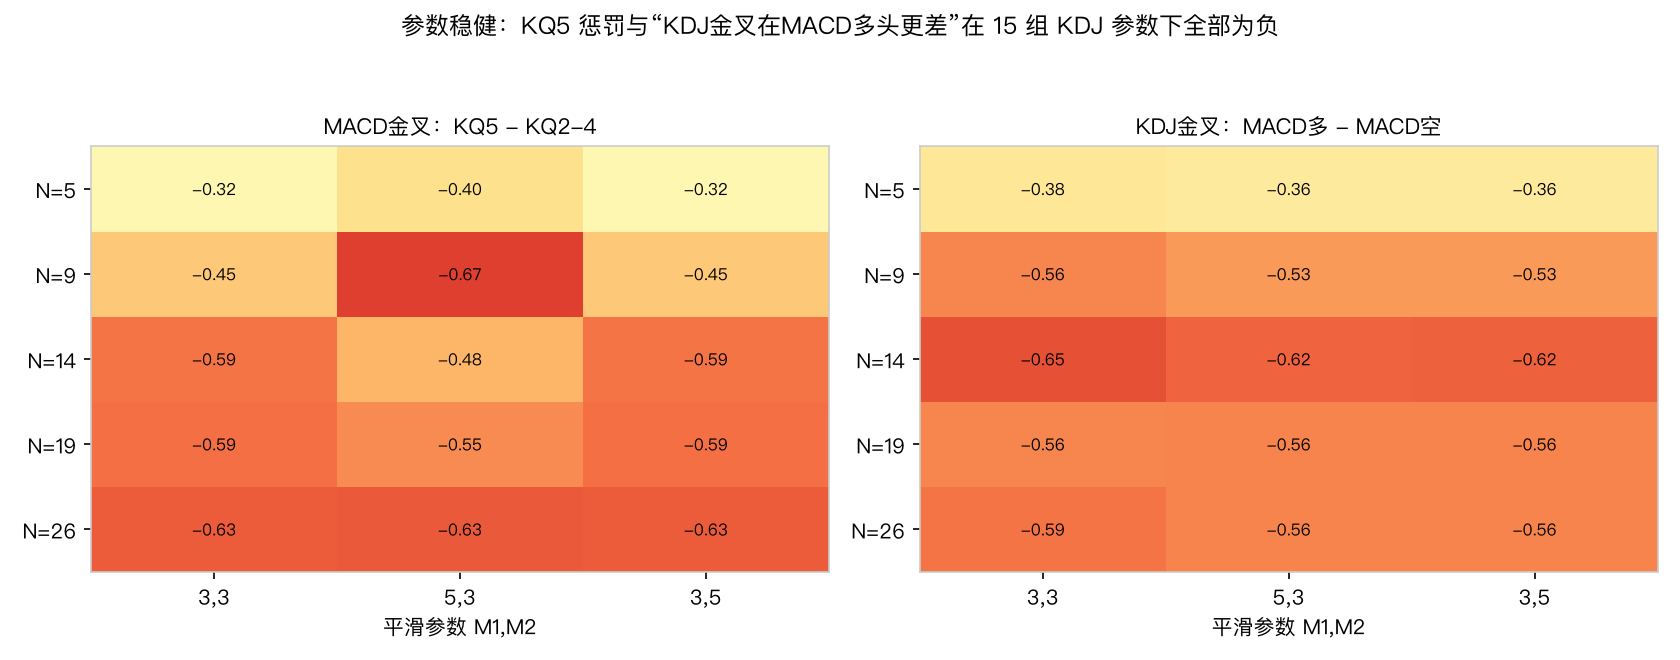 参数稳健：KQ5 惩罚与“KDJ金叉在MACD多头更差”在 15 组 KDJ 参数下全部为负
MACD金叉：KQ5 − KQ2–4
N=5 −0.32 −0.40 −0.32
N=9 −0.45 −0.67 −0.45
N=14 −0.59 −0.48 −0.59
N=19 −0.59 −0.55 −0.59
N=26 −0.63 −0.63 −0.63
3,3 5,3 3,5
平滑参数 M1,M2
KDJ金叉：MACD多 − MACD空
N=5 −0.38 −0.36 −0.36
N=9 −0.56 −0.53 −0.53
N=14 −0.65 −0.62 −0.62
N=19 −0.56 −0.56 −0.56
N=26 −0.59 −0.56 −0.56
3,3 5,3 3,5
平滑参数 M1,M2